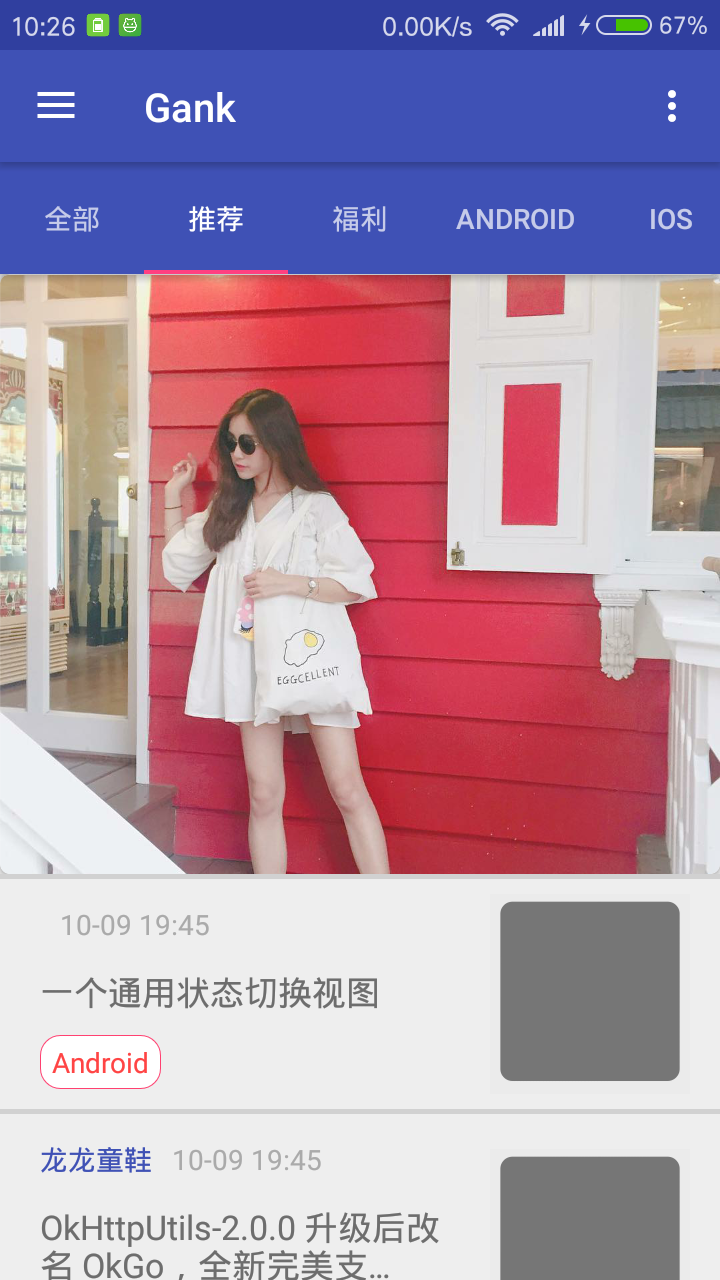 10:26 0.00K/s 67%
Gank
全部 推荐 福利 ANDROID IOS
EGGCELLENT
10-09 19:45
一个通用状态切换视图
Android
龙龙童鞋 10-09 19:45
OkHttpUtils-2.0.0 升级后改
名 OkGo，全新完美支...